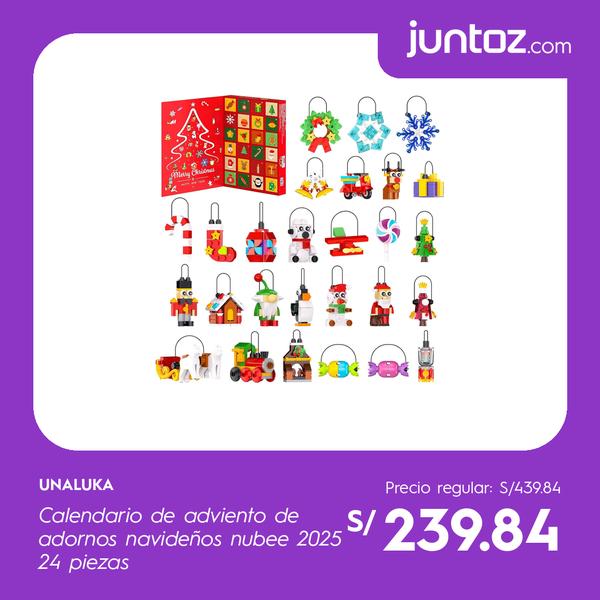 juntoz.com
Merry Christmas
UNALUKA
Calendario de adviento de
adornos navideños nubee 2025
24 piezas
Precio regular: S/439.84
S/239.84